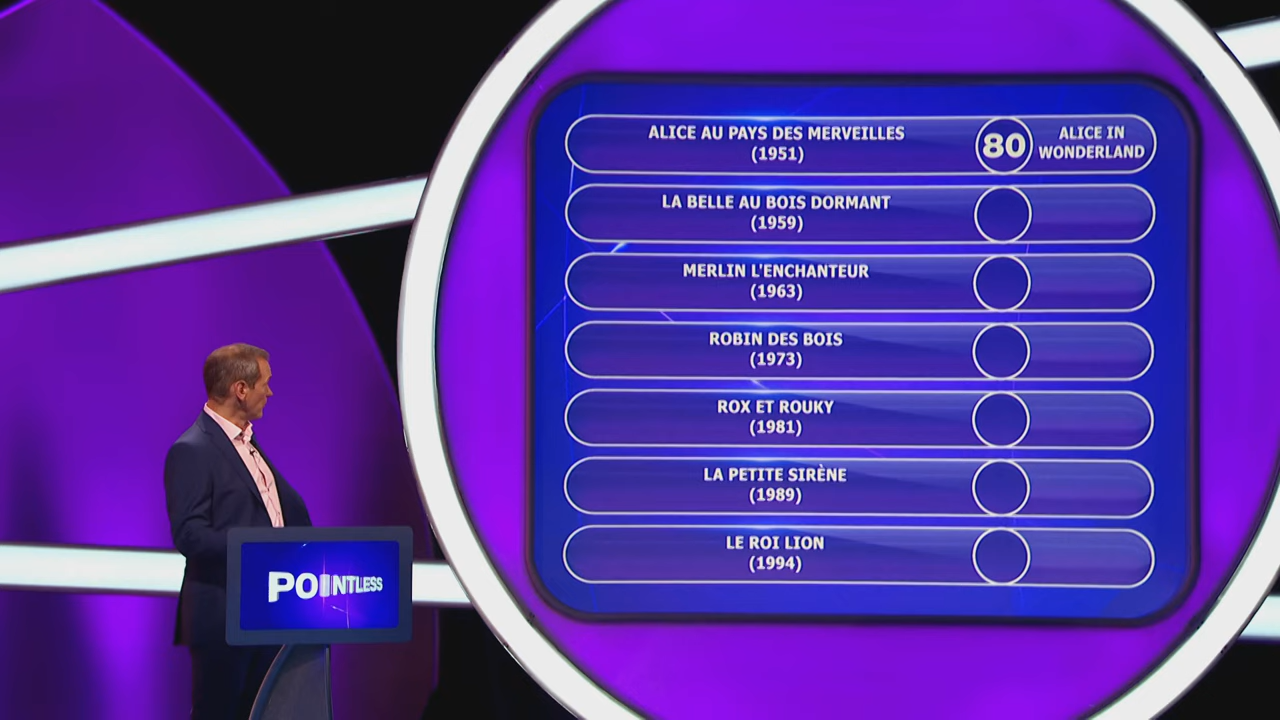 ALICE AU PAYS DES MERVEILLES
(1951)
80
ALICE IN
WONDERLAND
LA BELLE AU BOIS DORMANT
(1959)
MERLIN L'ENCHANTEUR
(1963)
ROBIN DES BOIS
(1973)
ROX ET ROUKY
(1981)
LA PETITE SIRÈNE
(1989)
LE ROI LION
(1994)
POINTLESS